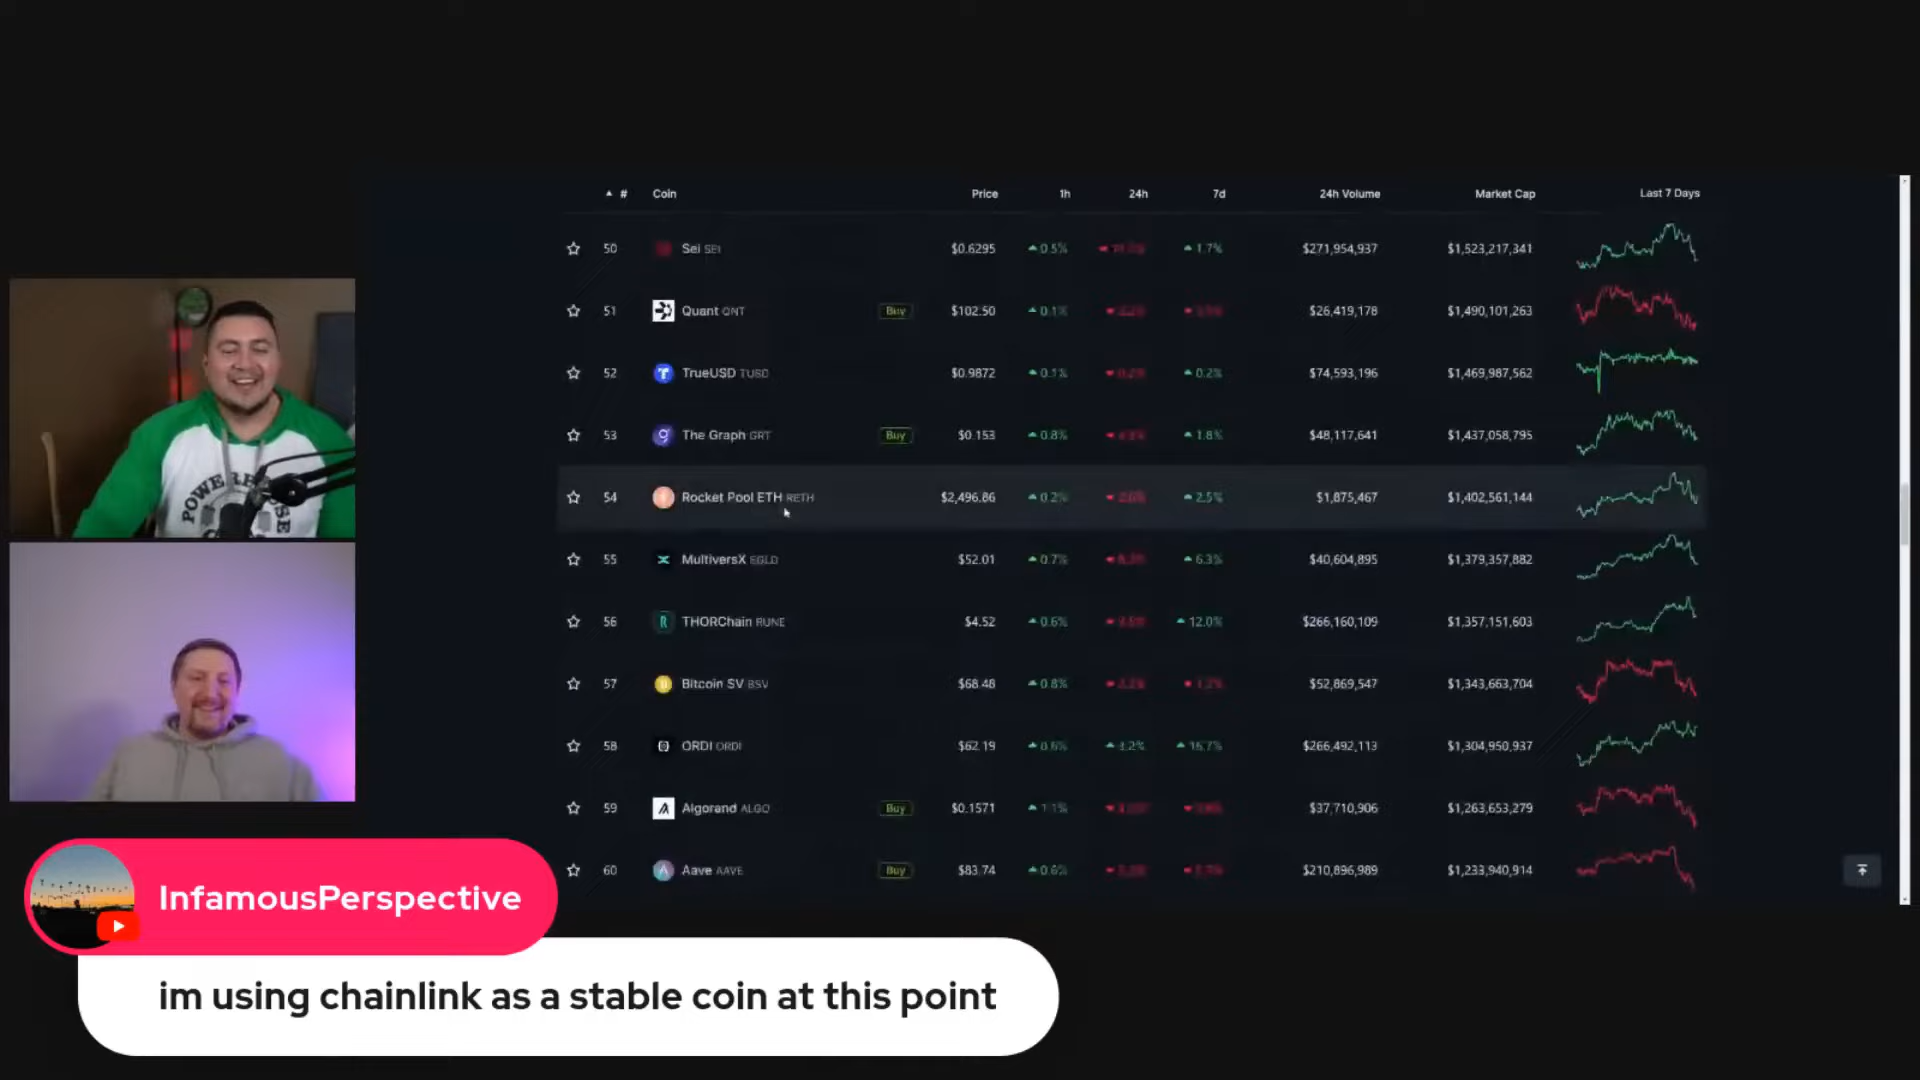 # Coin Price 1h 24h 7d 24h Volume Market Cap Last 7 Days
50 Sei SEI $0.6295 0.5% 1.7% $271,954,937 $1,523,217,341
51 Quant QNT Buy $102.50 0.1% $26,419,178 $1,490,101,263
52 TrueUSD TUSD $0.9872 0.1% 0.2% 0.2% $74,593,196 $1,469,987,562
53 The Graph GRT Buy $0.153 0.8% 1.8% $48,117,641 $1,437,058,795
54 Rocket Pool ETH RETH $2,496.86 0.2% 2.5% $1,875,467 $1,402,561,144
55 MultiversX EGLD $52.01 0.7% 6.3% $40,604,895 $1,379,357,882
56 THORChain RUNE $4.52 0.6% 12.0% $266,160,109 $1,357,151,603
57 Bitcoin SV BSV $68.48 0.8% $52,869,547 $1,343,663,704
58 ORDI ORDI $62.19 0.6% 16.7% $266,492,113 $1,304,950,937
59 Algorand ALGO Buy $0.1571 1.1% $37,710,906 $1,263,653,279
60 Aave AAVE Buy $83.74 0.6% $210,896,989 $1,233,940,914
InfamousPerspective
im using chainlink as a stable coin at this point